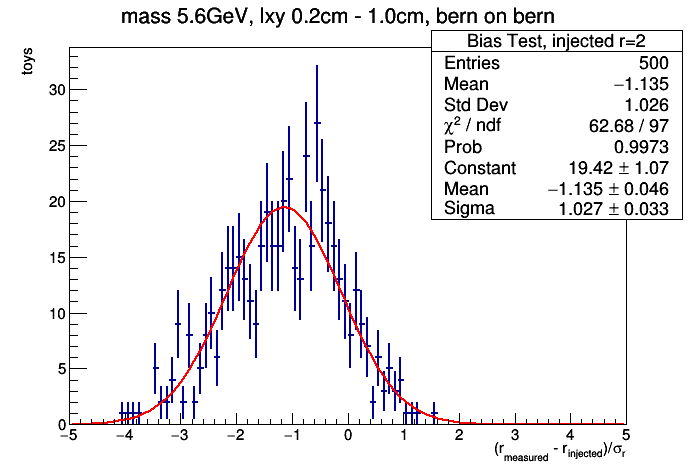 mass 5.6GeV, lxy 0.2cm - 1.0cm, bern on bern
Bias Test, injected r=2
Entries 500
Mean −1.135
Std Dev 1.026
χ² / ndf 62.68 / 97
Prob 0.9973
Constant 19.42 ± 1.07
Mean −1.135 ± 0.046
Sigma 1.027 ± 0.033
toys
30
25
20
15
10
5
0
−5 −4 −3 −2 −1 0 1 2 3 4 5
(r_measured - r_injected)/σ_r